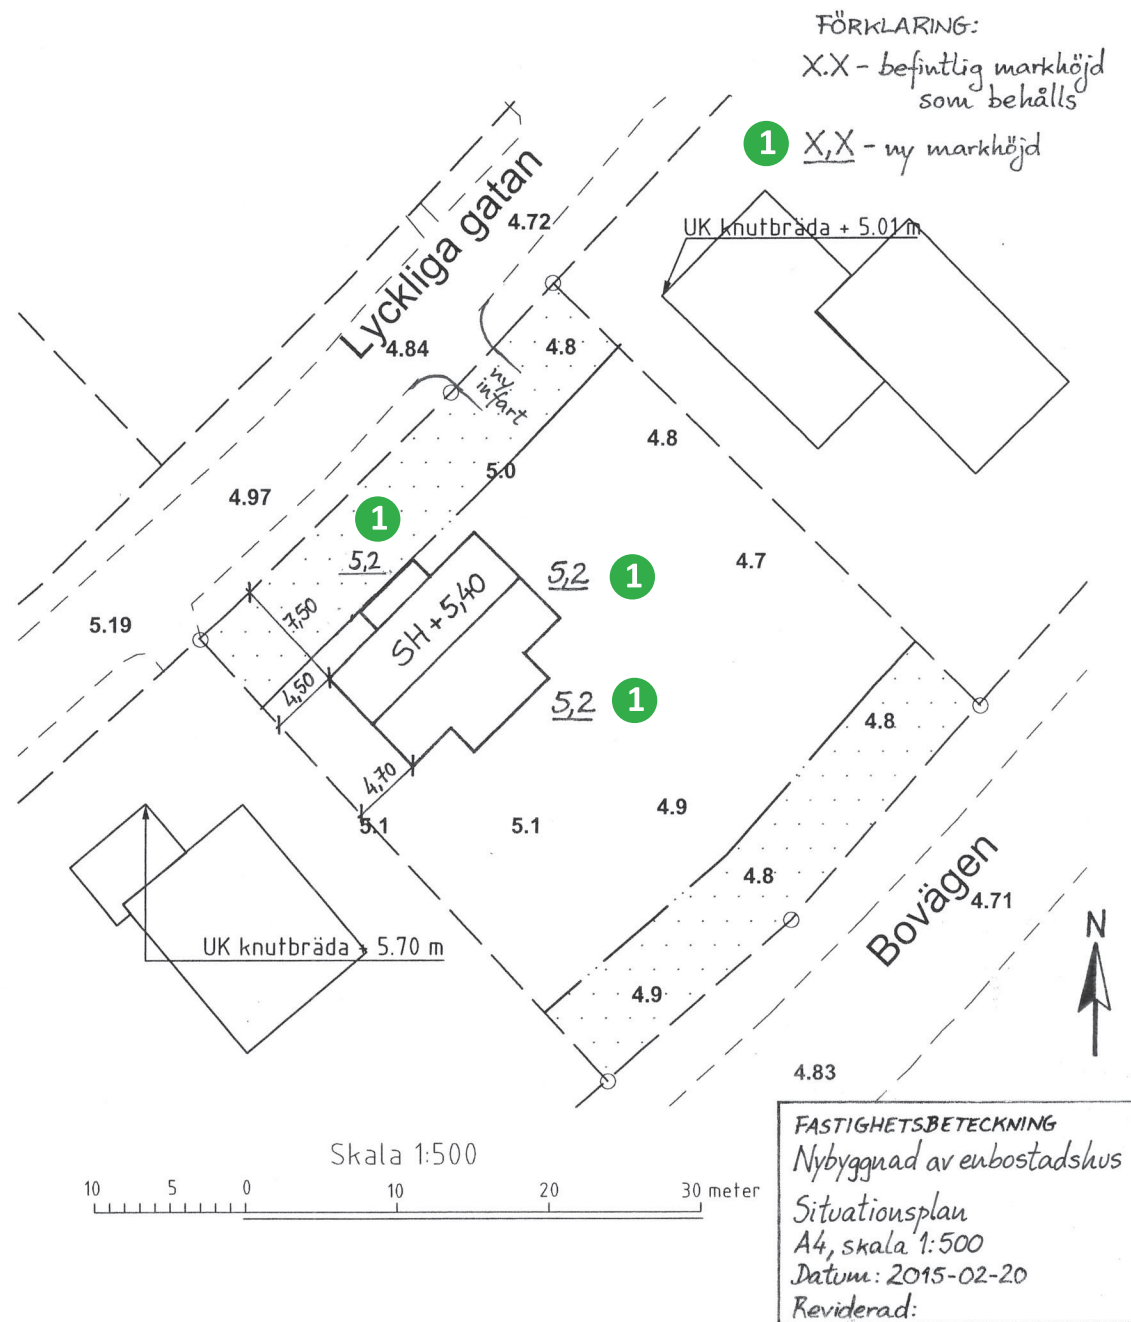 FÖRKLARING:
X.X - befintlig markhöjd
som behålls
1 X,X - ny markhöjd
Lyckliga gatan
4.72
UK knutbräda + 5.01 m
4.84
4.8
ny
infart
4.8
5.0
4.97
1
5,2
4.7
5,2 1
SH + 5,40
7,50
5.19
4,50
5,2 1
4.8
4,70
4.9
5.1
5.1
4.8
Bovägen
4.71
N
UK knutbräda + 5.70 m
4.9
4.83
Skala 1:500
10 5 0 10 20 30 meter
FASTIGHETSBETECKNING
Nybyggnad av enbostadshus
Situationsplan
A4, skala 1:500
Datum: 2015-02-20
Reviderad: